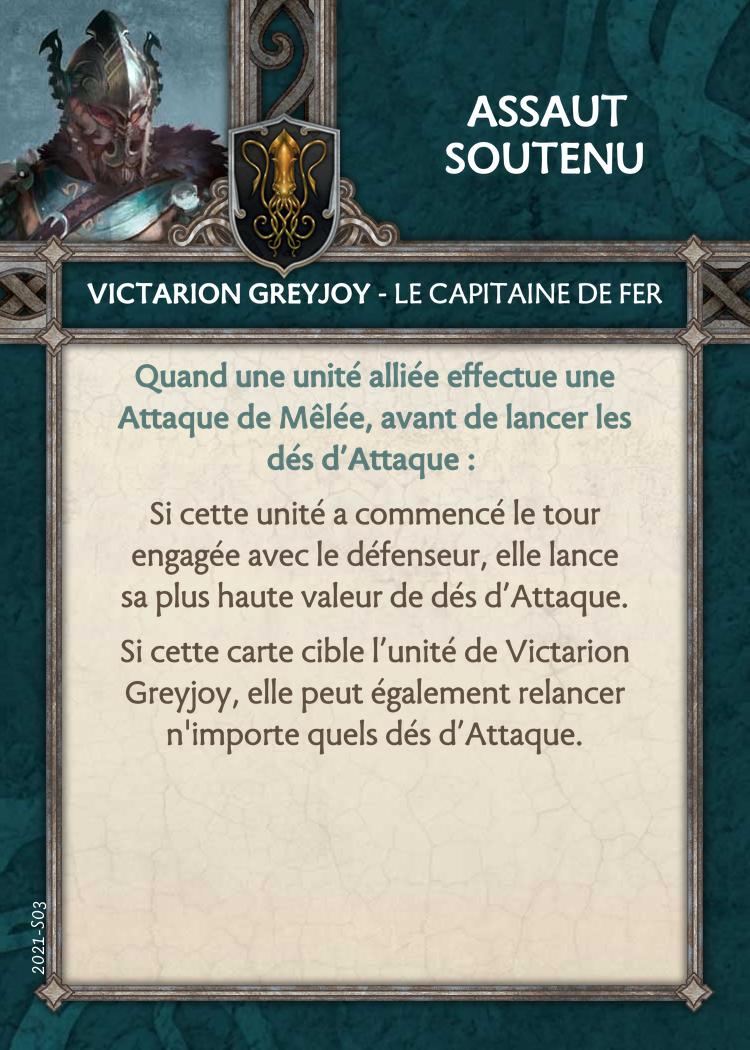 ASSAUT
SOUTENU
VICTARION GREYJOY - LE CAPITAINE DE FER
Quand une unité alliée effectue une
Attaque de Mêlée, avant de lancer les
dés d’Attaque :
Si cette unité a commencé le tour
engagée avec le défenseur, elle lance
sa plus haute valeur de dés d’Attaque.
Si cette carte cible l’unité de Victarion
Greyjoy, elle peut également relancer
n'importe quels dés d’Attaque.
2021-S03